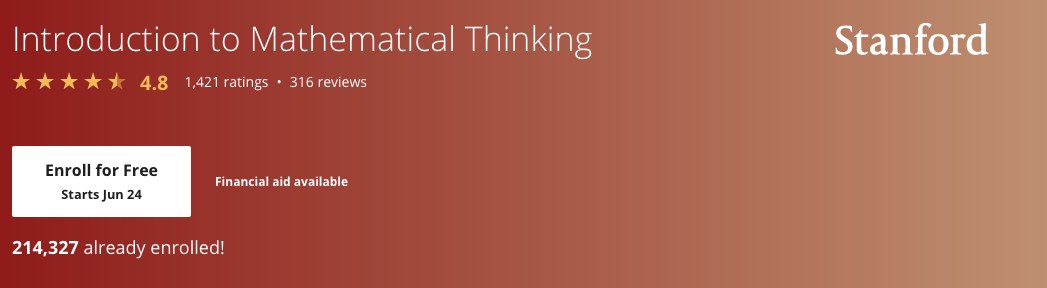 Introduction to Mathematical Thinking
Stanford
4.8 1,421 ratings • 316 reviews
Enroll for Free
Starts Jun 24
Financial aid available
214,327 already enrolled!